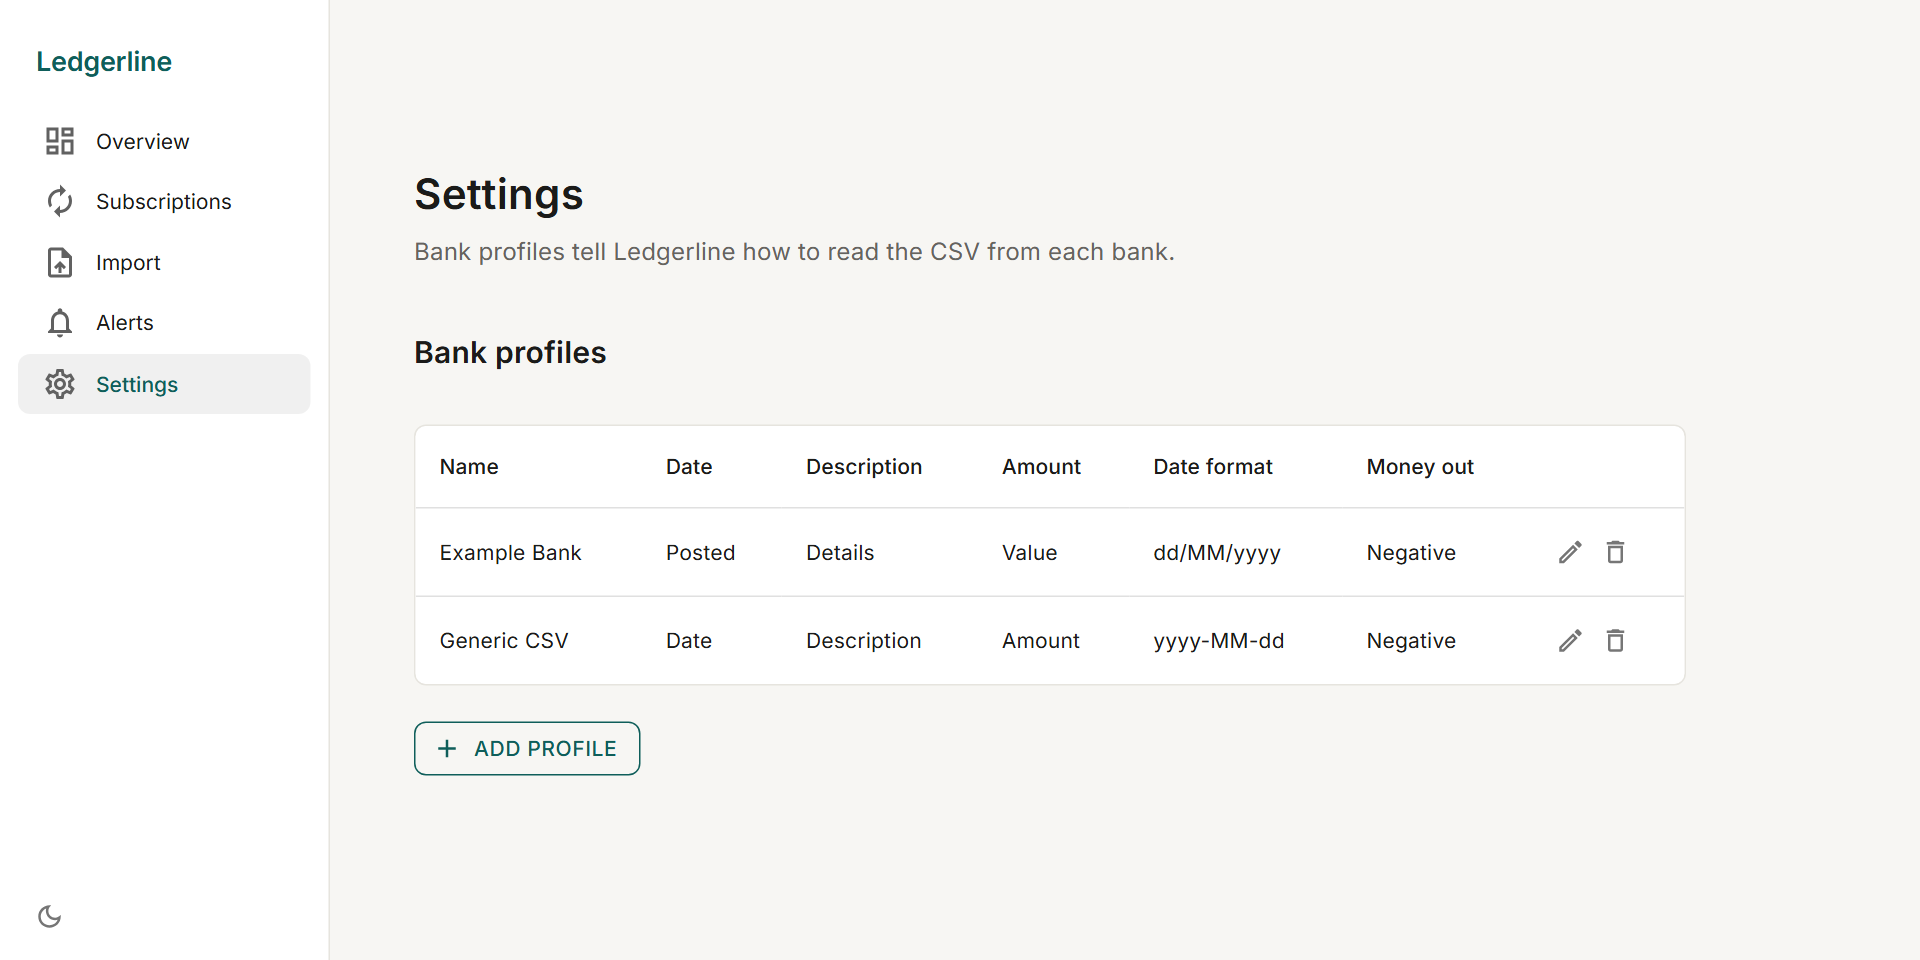 Ledgerline
Overview
Subscriptions
Import
Alerts
Settings
Settings
Bank profiles tell Ledgerline how to read the CSV from each bank.
Bank profiles
Name Date Description Amount Date format Money out
Example Bank Posted Details Value dd/MM/yyyy Negative
Generic CSV Date Description Amount yyyy-MM-dd Negative
ADD PROFILE